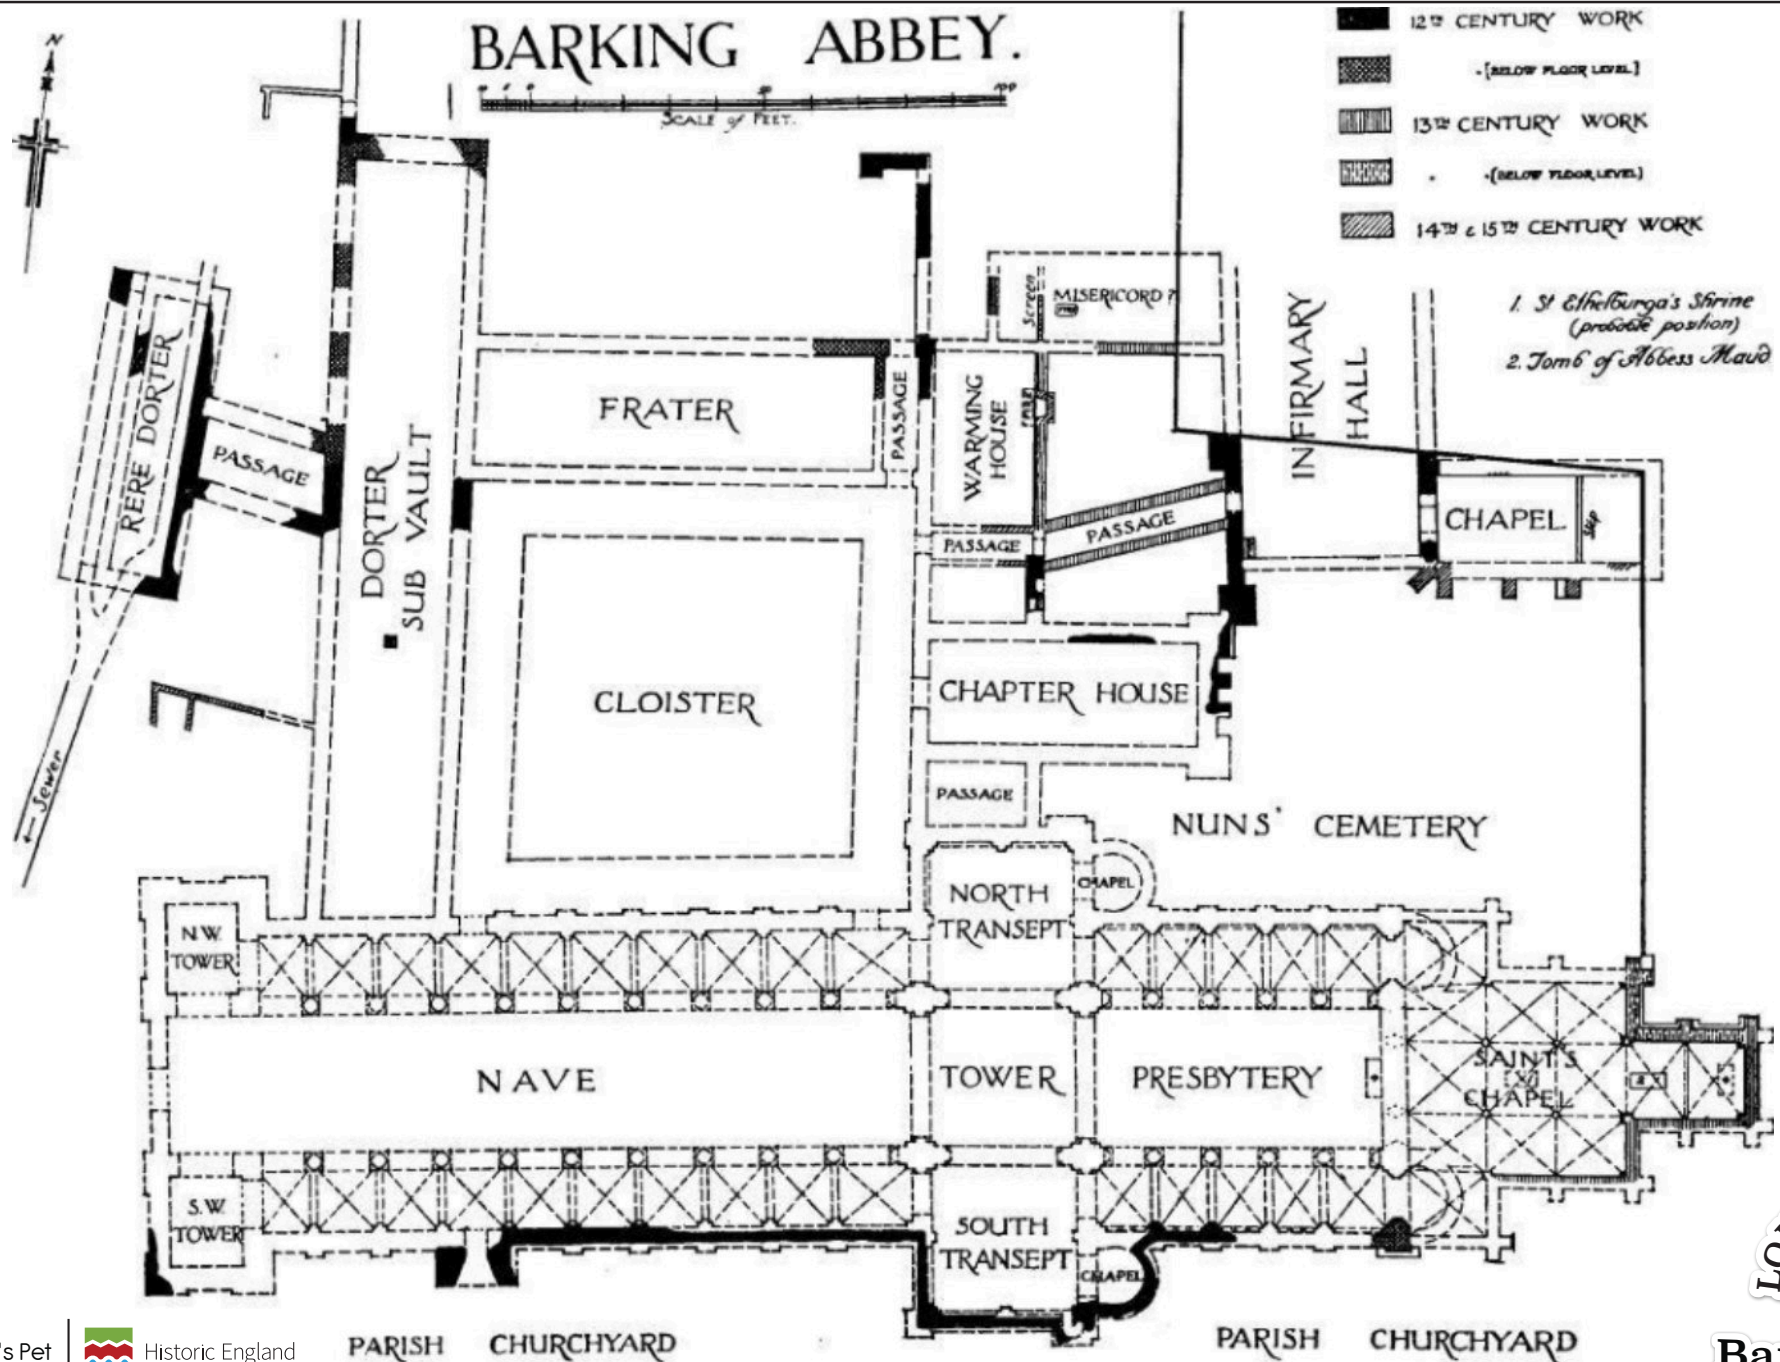 BARKING ABBEY.
SCALE of FEET.
N
12TH CENTURY WORK
" [BELOW FLOOR LEVEL]
13TH CENTURY WORK
" " [BELOW FLOOR LEVEL]
14TH & 15TH CENTURY WORK
1. St Ethelburga's Shrine
(probable position)
2. Tomb of Abbess Maud
MISERICORD?
Screen
INFIRMARY
HALL
RERE DORTER
PASSAGE
DORTER
SUB VAULT
FRATER
PASSAGE
WARMING
HOUSE
PASSAGE
PASSAGE
CHAPEL
Step
CLOISTER
CHAPTER HOUSE
PASSAGE
← Sewer
NUNS' CEMETERY
N.W.
TOWER
NORTH
TRANSEPT
CHAPEL
NAVE
TOWER
PRESBYTERY
SAINT'S
CHAPEL
S.W.
TOWER
SOUTH
TRANSEPT
CHAPEL
PARISH CHURCHYARD
PARISH CHURCHYARD
's Pet
Historic England